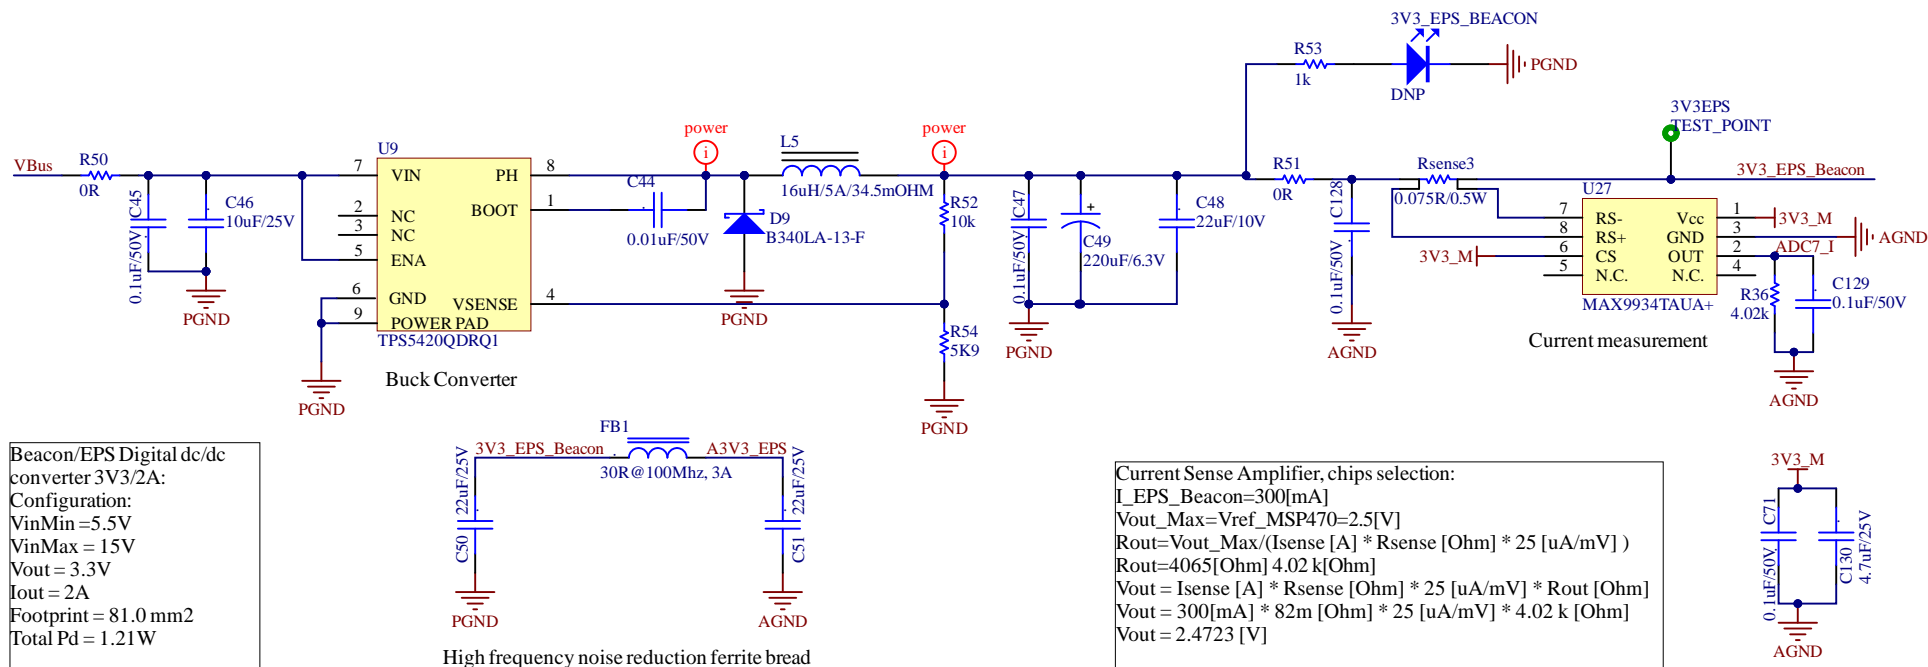 3V3_EPS_BEACON
R53
1k
PGND
DNP
3V3EPS
TEST_POINT
power
power
L5
U9
VBus
R50
0R
7
VIN
PH
8
16uH/5A/34.5mOHM
R51
0R
Rsense3
0.075R/0.5W
3V3_EPS_Beacon
U27
C45
0.1uF/50V
C46
10uF/25V
2
NC
3
NC
BOOT
1
C44
0.01uF/50V
D9
B340LA-13-F
R52
10k
C47
0.1uF/50V
C49
220uF/6.3V
C48
22uF/10V
C128
0.1uF/50V
7
RS-
Vcc
1
3V3_M
8
RS+
GND
3
AGND
3V3_M
6
CS
OUT
2
ADC7_I
5
N.C.
N.C.
4
5
ENA
6
GND
VSENSE
4
9
POWER PAD
TPS5420QDRQ1
PGND
PGND
R54
5K9
PGND
AGND
MAX9934TAUA+
R36
4.02k
C129
0.1uF/50V
Current measurement
Buck Converter
PGND
PGND
AGND
Beacon/EPS Digital dc/dc
converter 3V3/2A:
Configuration:
VinMin =5.5V
VinMax = 15V
Vout = 3.3V
Iout = 2A
Footprint = 81.0 mm2
Total Pd = 1.21W
3V3_EPS_Beacon
FB1
A3V3_EPS
30R@100Mhz, 3A
22uF/25V
C50
22uF/25V
C51
PGND
AGND
High frequency noise reduction ferrite bread
Current Sense Amplifier, chips selection:
I_EPS_Beacon=300[mA]
Vout_Max=Vref_MSP470=2.5[V]
Rout=Vout_Max/(Isense [A] * Rsense [Ohm] * 25 [uA/mV] )
Rout=4065[Ohm] 4.02 k[Ohm]
Vout = Isense [A] * Rsense [Ohm] * 25 [uA/mV] * Rout [Ohm]
Vout = 300[mA] * 82m [Ohm] * 25 [uA/mV] * 4.02 k [Ohm]
Vout = 2.4723 [V]
3V3_M
C71
0.1uF/50V
C130
4.7uF/25V
AGND